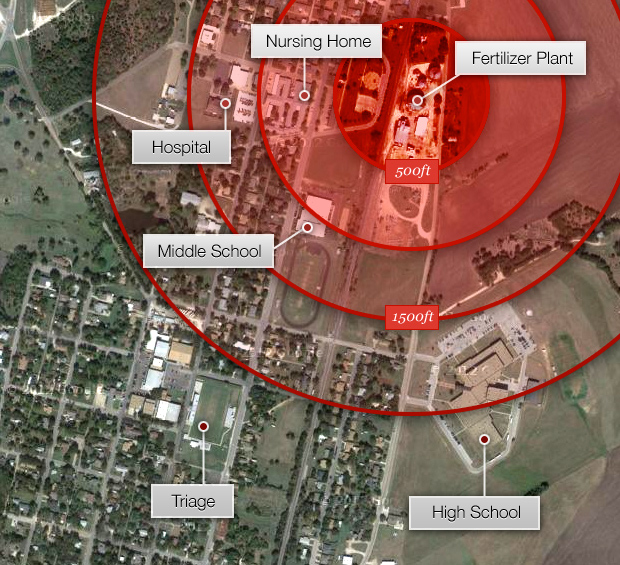 Nursing Home
Fertilizer Plant
Hospital
500ft
Middle School
1500ft
Triage
High School